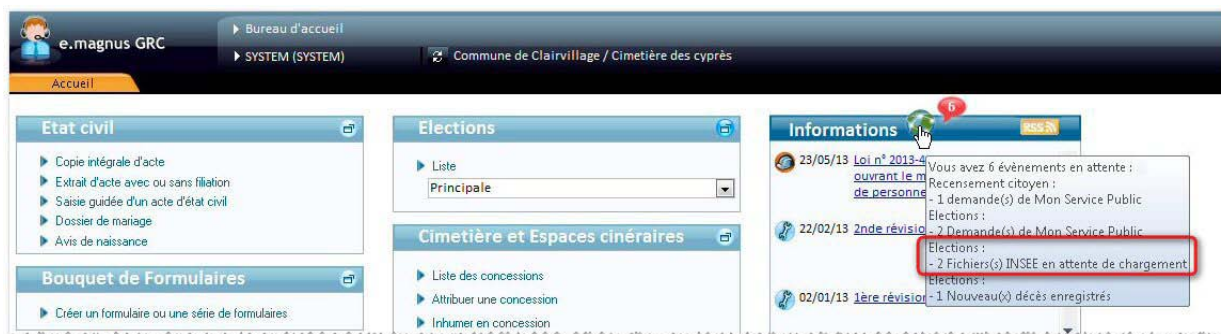 e.magnus GRC
Bureau d'accueil
SYSTEM (SYSTEM)
Commune de Clairvillage / Cimetière des cyprès
Accueil
Etat civil
Copie intégrale d'acte
Extrait d'acte avec ou sans filiation
Saisie guidée d'un acte d'état civil
Dossier de mariage
Avis de naissance
Bouquet de Formulaires
Créer un formulaire ou une série de formulaires
Elections
Liste
Principale
Cimetière et Espaces cinéraires
Liste des concessions
Attribuer une concession
Inhumer en concession
Informations
6
RSS
23/05/13 Loi n° 2013-4
ouvrant le m
de personne
22/02/13 2nde révisio
02/01/13 1ère révision
Vous avez 6 évènements en attente :
Recensement citoyen :
- 1 demande(s) de Mon Service Public
Elections :
- 2 Demande(s) de Mon Service Public
Elections :
- 2 Fichiers(s) INSEE en attente de chargement
Elections :
- 1 Nouveau(x) décès enregistrés